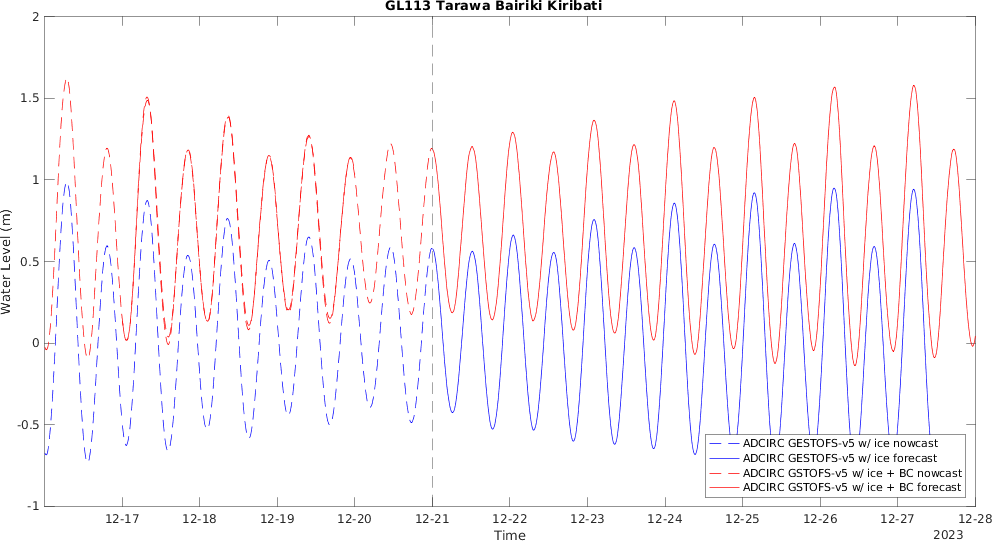 GL113 Tarawa Bairiki Kiribati
2
1.5
1
0.5
0
-0.5
-1
Water Level (m)
ADCIRC GESTOFS-v5 w/ ice nowcast
ADCIRC GESTOFS-v5 w/ ice forecast
ADCIRC GSTOFS-v5 w/ ice + BC nowcast
ADCIRC GSTOFS-v5 w/ ice + BC forecast
12-17 12-18 12-19 12-20 12-21 12-22 12-23 12-24 12-25 12-26 12-27 12-28
Time
2023